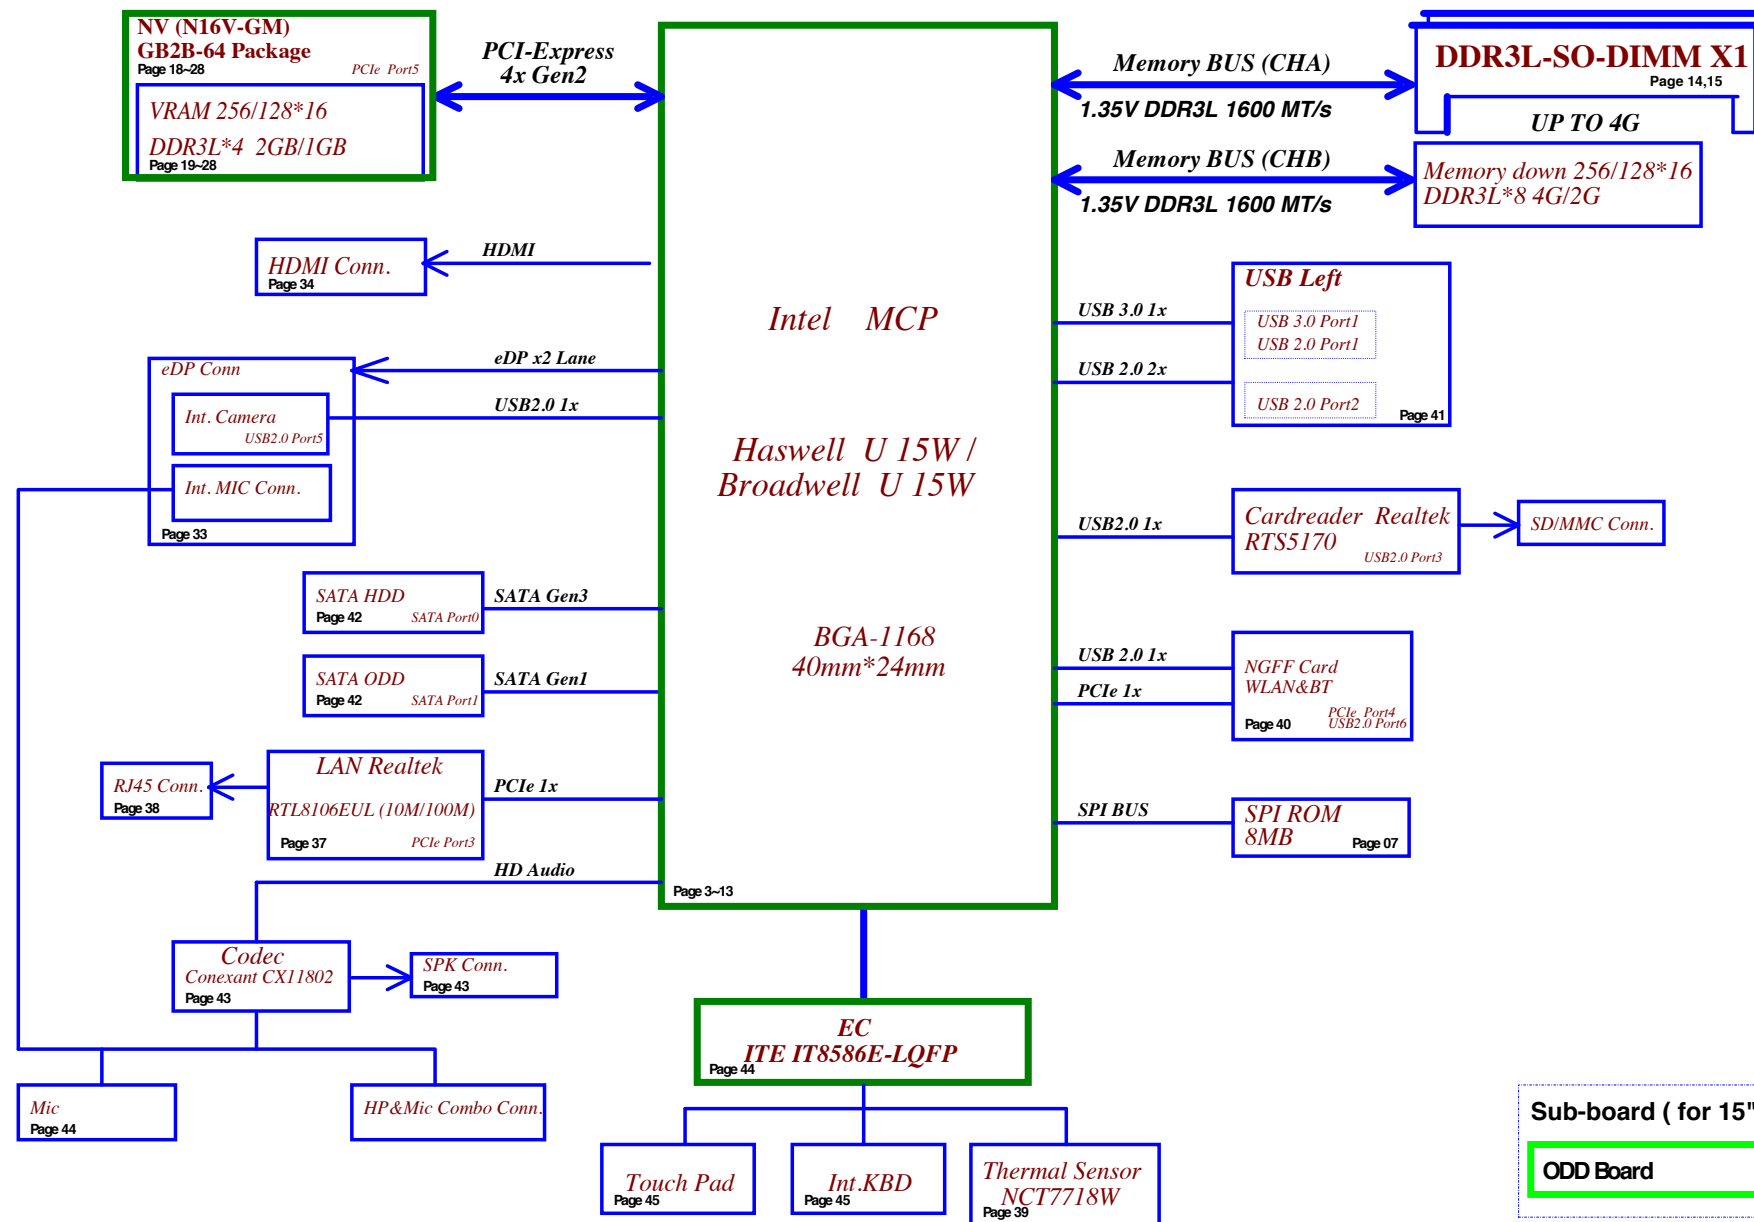 NV (N16V-GM)
GB2B-64 Package
Page 18~28
PCIe Port5
VRAM 256/128*16
DDR3L*4 2GB/1GB
Page 19~28
PCI-Express
4x Gen2
Memory BUS (CHA)
1.35V DDR3L 1600 MT/s
DDR3L-SO-DIMM X1
Page 14,15
UP TO 4G
Memory BUS (CHB)
1.35V DDR3L 1600 MT/s
Memory down 256/128*16
DDR3L*8 4G/2G
HDMI Conn.
Page 34
HDMI
eDP Conn
eDP x2 Lane
Int. Camera
USB2.0 Port5
USB2.0 1x
Int. MIC Conn.
Page 33
Intel MCP
Haswell U 15W /
Broadwell U 15W
BGA-1168
40mm*24mm
Page 3~13
USB 3.0 1x
USB 2.0 2x
USB Left
USB 3.0 Port1
USB 2.0 Port1
USB 2.0 Port2
Page 41
USB2.0 1x
Cardreader Realtek
RTS5170
USB2.0 Port3
SD/MMC Conn.
SATA HDD
Page 42
SATA Port0
SATA Gen3
SATA ODD
Page 42
SATA Port1
SATA Gen1
USB 2.0 1x
PCIe 1x
NGFF Card
WLAN&BT
PCIe Port4
USB2.0 Port6
Page 40
RJ45 Conn.
Page 38
LAN Realtek
RTL8106EUL (10M/100M)
Page 37
PCIe Port3
PCIe 1x
SPI BUS
SPI ROM
8MB
Page 07
HD Audio
Codec
Conexant CX11802
Page 43
SPK Conn.
Page 43
Mic
Page 44
HP&Mic Combo Conn.
EC
ITE IT8586E-LQFP
Page 44
Touch Pad
Page 45
Int.KBD
Page 45
Thermal Sensor
NCT7718W
Page 39
Sub-board ( for 15"
ODD Board